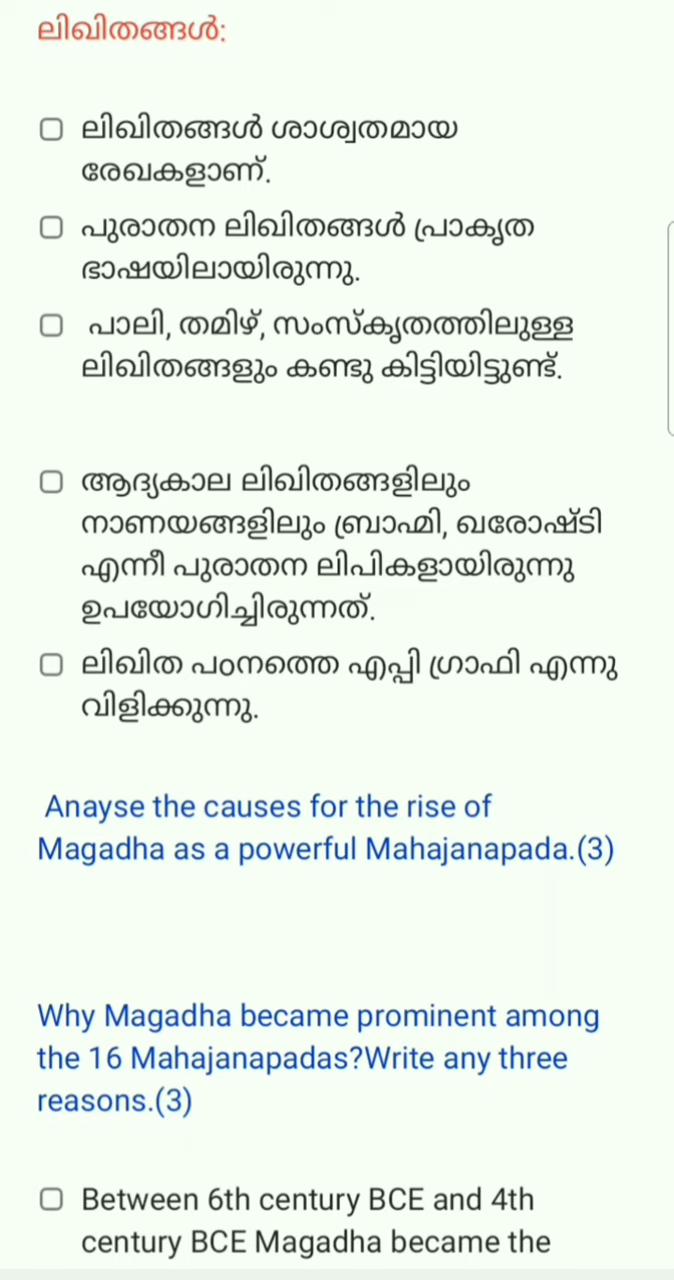 ലിഖിതങ്ങൾ:
ലിഖിതങ്ങൾ ശാശ്വതമായ
രേഖകളാണ്.
പുരാതന ലിഖിതങ്ങൾ പ്രാകൃത
ഭാഷയിലായിരുന്നു.
പാലി, തമിഴ്, സംസ്കൃതത്തിലുള്ള
ലിഖിതങ്ങളും കണ്ടു കിട്ടിയിട്ടുണ്ട്.
ആദ്യകാല ലിഖിതങ്ങളിലും
നാണയങ്ങളിലും ബ്രാഹ്മി, ഖരോഷ്ടി
എന്നീ പുരാതന ലിപികളായിരുന്നു
ഉപയോഗിച്ചിരുന്നത്.
ലിഖിത പഠനത്തെ എപ്പി ഗ്രാഫി എന്നു
വിളിക്കുന്നു.
Anayse the causes for the rise of
Magadha as a powerful Mahajanapada.(3)
Why Magadha became prominent among
the 16 Mahajanapadas?Write any three
reasons.(3)
Between 6th century BCE and 4th
century BCE Magadha became the